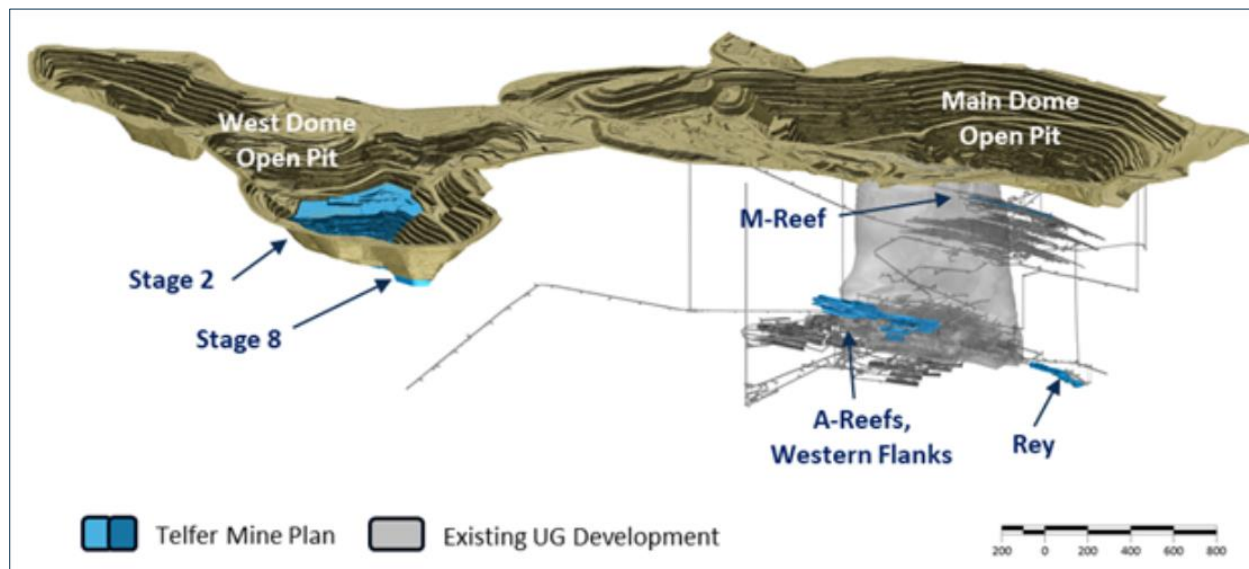 West Dome
Open Pit
Main Dome
Open Pit
M-Reef
Stage 2
Stage 8
A-Reefs,
Western Flanks
Rey
Telfer Mine Plan
Existing UG Development
200 0 200 400 600 800